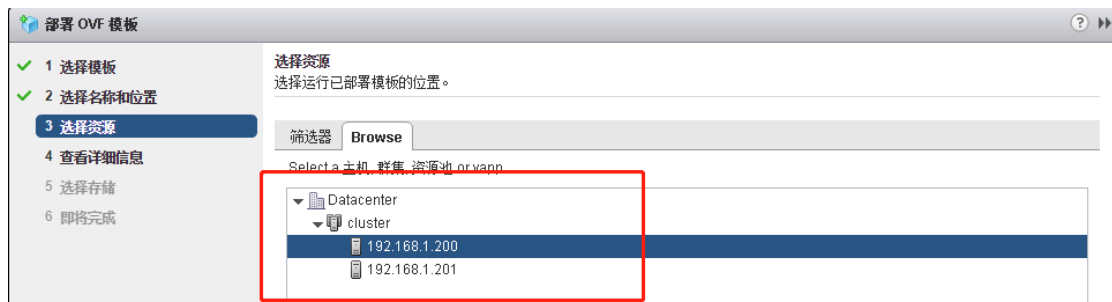 部署 OVF 模板
1 选择模板
2 选择名称和位置
3 选择资源
4 查看详细信息
5 选择存储
6 即将完成
选择资源
选择运行已部署模板的位置。
筛选器 Browse
Select a 主机, 群集, 资源池 or vapp
Datacenter
cluster
192.168.1.200
192.168.1.201